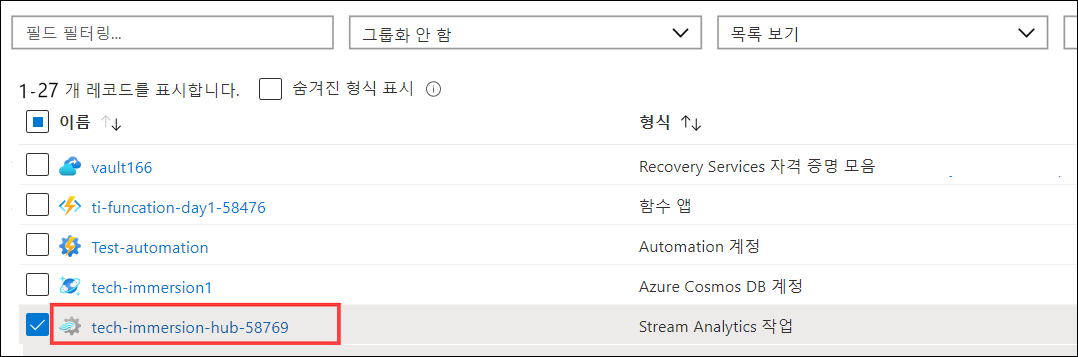 필드 필터링... 그룹화 안 함 목록 보기
1-27 개 레코드를 표시합니다. 숨겨진 형식 표시
이름 ↑↓ 형식 ↑↓
vault166 Recovery Services 자격 증명 모음
ti-funcation-day1-58476 함수 앱
Test-automation Automation 계정
tech-immersion1 Azure Cosmos DB 계정
tech-immersion-hub-58769 Stream Analytics 작업